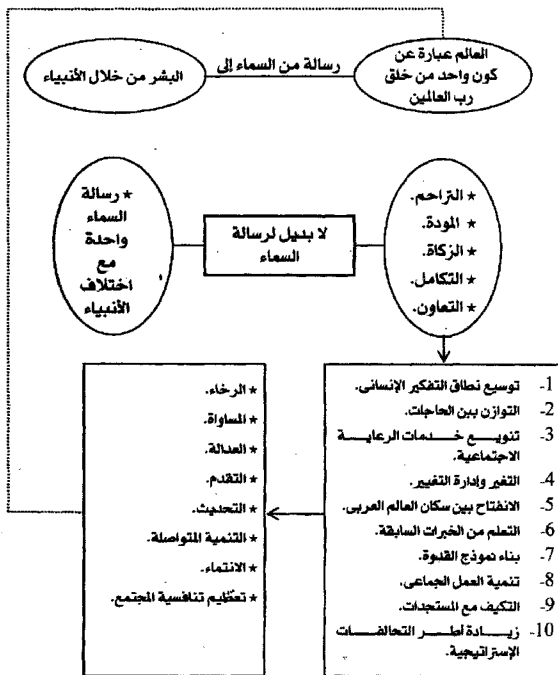 العالم عبارة عن
كون واحد من خلق
رب العالمين
رسالة من السماء إلى
البشر من خلال الأنبياء
* التراحم.
* المودة.
* الزكاة.
* التكامل.
* التعاون.
لا بديل لرسالة
السماء
* رسالة
السماء
واحدة
مع
اختلاف
الأنبياء
1- توسيع نطاق التفكير الإنسانى.
2- التوازن بين الحاجات.
3- تنويع خدمات الرعاية
الاجتماعية.
4- التغير وإدارة التغيير.
5- الانفتاح بين سكان العالم العربى.
6- التعلم من الخبرات السابقة.
7- بناء نموذج القدوة.
8- تنمية العمل الجماعى.
9- التكيف مع المستجدات.
10- زيادة أطر التحالفات
الإستراتيجية.
* الرخاء.
* المساواة.
* العدالة.
* التقدم.
* التحديث.
* التنمية المتواصلة.
* الانتماء.
* تعظيم تنافسية المجتمع.